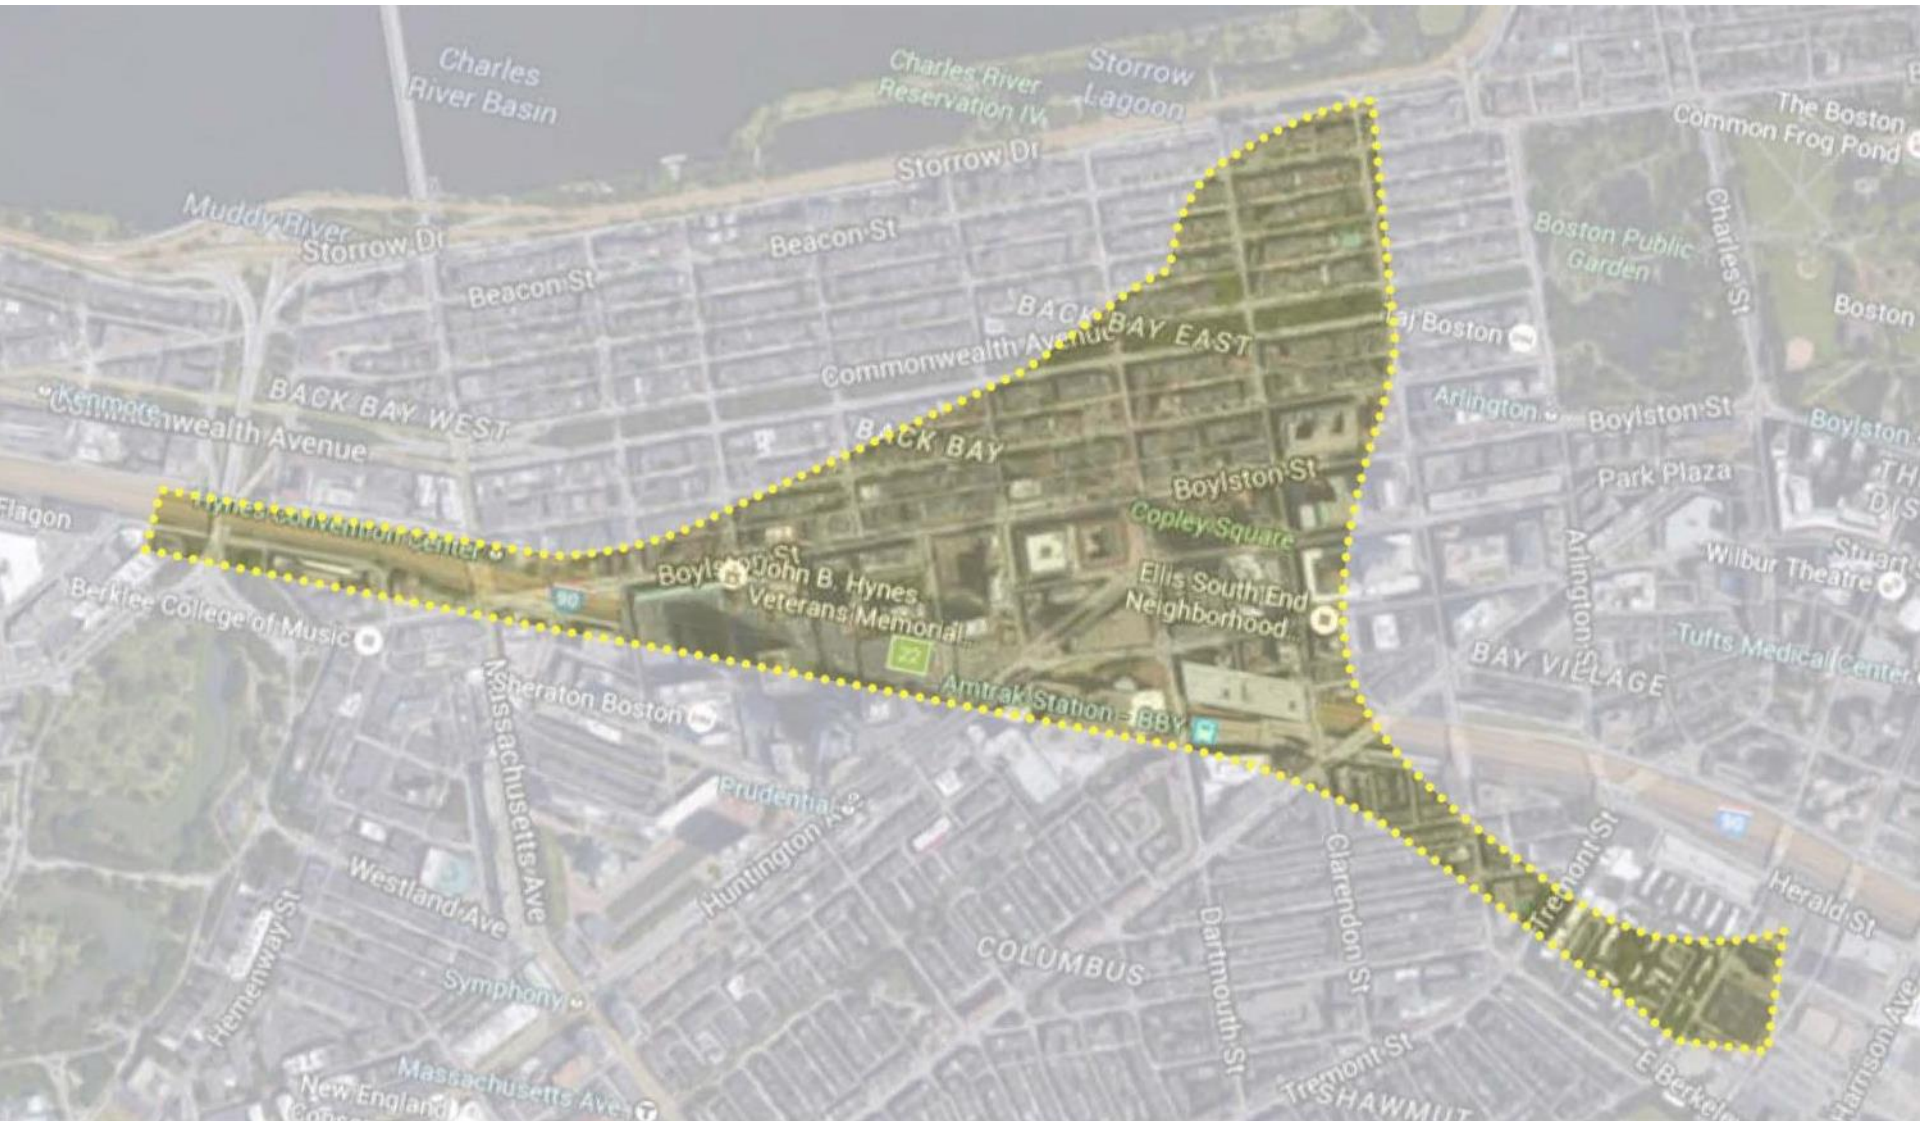 Charles
River Basin
Charles River
Reservation IV
Storrow
Lagoon
The Boston
Common Frog Pond
Storrow Dr
Muddy River
Storrow Dr
Beacon St
Beacon St
Boston Public
Garden
Charles St
Boston
BACK BAY EAST
Commonwealth Avenue
Taj Boston
Kenmore
Commonwealth Avenue
BACK BAY WEST
BACK BAY
Arlington
Boylston St
Boylston
Park Plaza
Boylston St
Copley Square
Flagon
Hynes Convention Center
Arlington St
Wilbur Theatre
Stuart
Boylston St
John B. Hynes
Veterans Memorial...
90
Ellis South End
Neighborhood...
Berklee College of Music
22
BAY VILLAGE
Tufts Medical Center
Sheraton Boston
Massachusetts Ave
Amtrak Station - BBY
Prudential
Huntington A
90
Tremont St
Herald St
Clarendon St
Westland Ave
Hemenway St
COLUMBUS
Dartmouth St
Symphony
Massachusetts Ave
New England
Tremont St
SHAWMUT
E Berkele
Harrison Ave